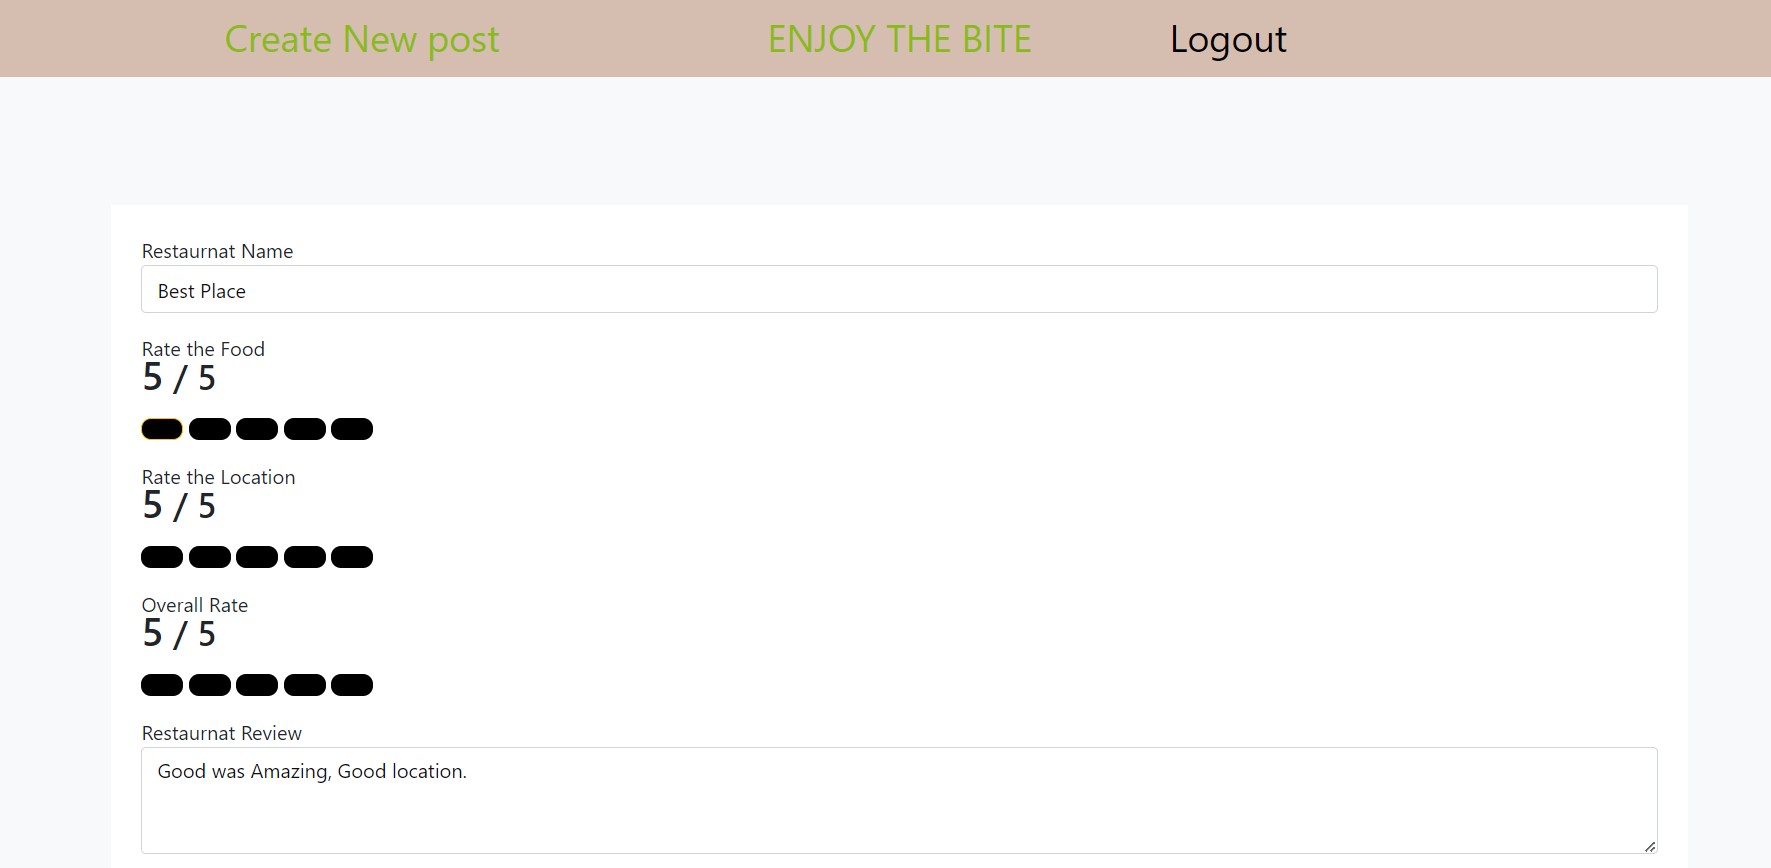 Create New post ENJOY THE BITE Logout
Restaurnat Name
Best Place
Rate the Food
5 / 5
Rate the Location
5 / 5
Overall Rate
5 / 5
Restaurnat Review
Good was Amazing, Good location.